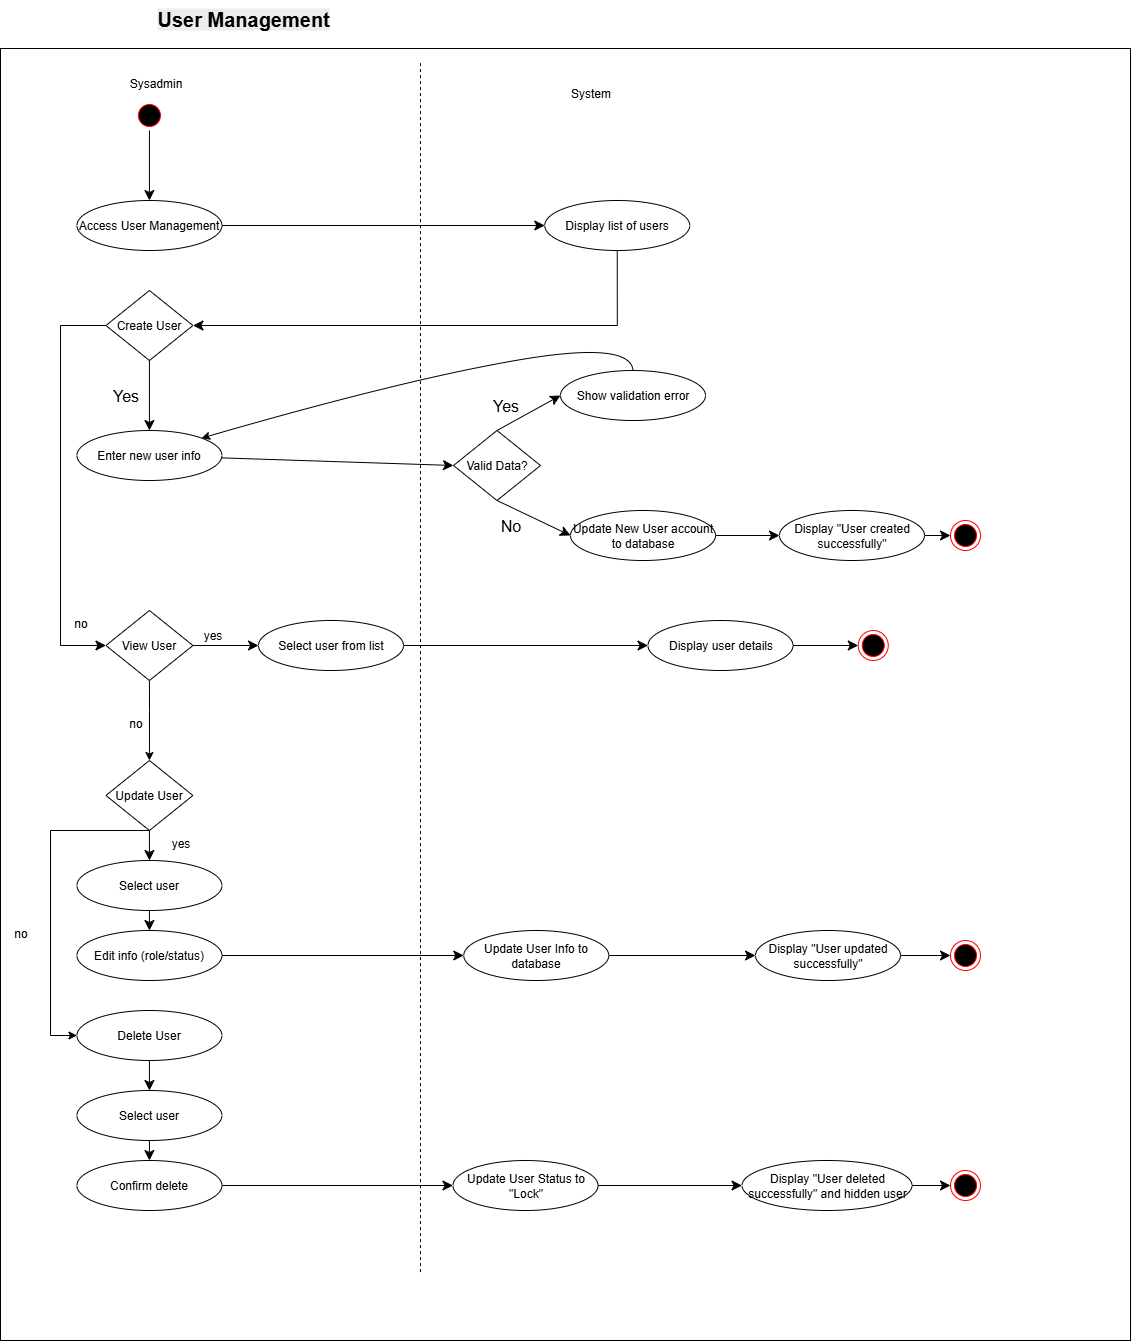 User Management
Sysadmin
System
Access User Management
Display list of users
Create User
Yes
Show validation error
Yes
Enter new user info
Valid Data?
No
Update New User account
to database
Display "User created
successfully"
no
View User
yes
Select user from list
Display user details
no
Update User
yes
Select user
no
Edit info (role/status)
Update User Info to
database
Display "User updated
successfully"
Delete User
Select user
Confirm delete
Update User Status to
"Lock"
Display "User deleted
successfully" and hidden user